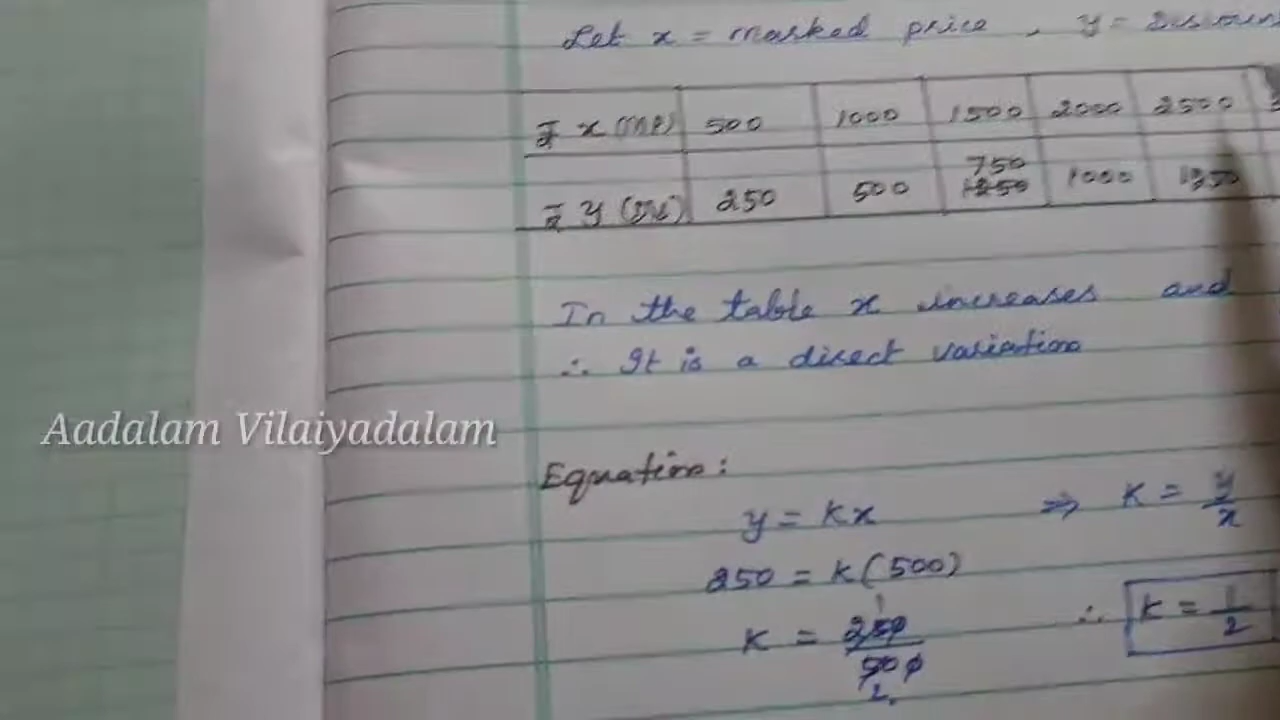 Let x = marked price , y =
x (MP) 500 1000 1500 2000 2500
y (Dis) 250 500 750 1250 1000 1250
In the table x increases and
∴ It is a direct variation
Aadalam Vilaiyadalam
Equation :
y = Kx ⇒ K = y/x
250 = K (500)
K = 250/500 ∴ K = 1/2